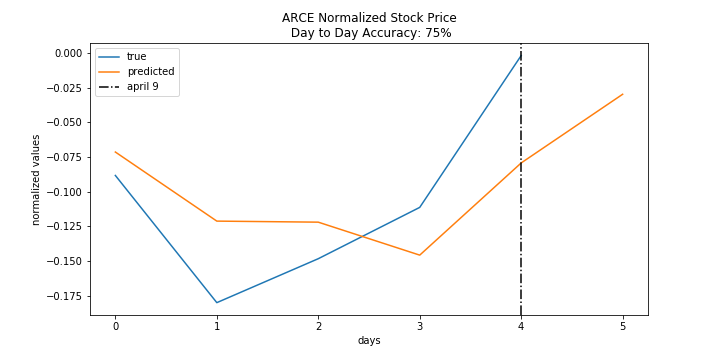 ARCE Normalized Stock Price
Day to Day Accuracy: 75%
true
predicted
april 9
0.000
−0.025
−0.050
−0.075
−0.100
−0.125
−0.150
−0.175
normalized values
0 1 2 3 4 5
days